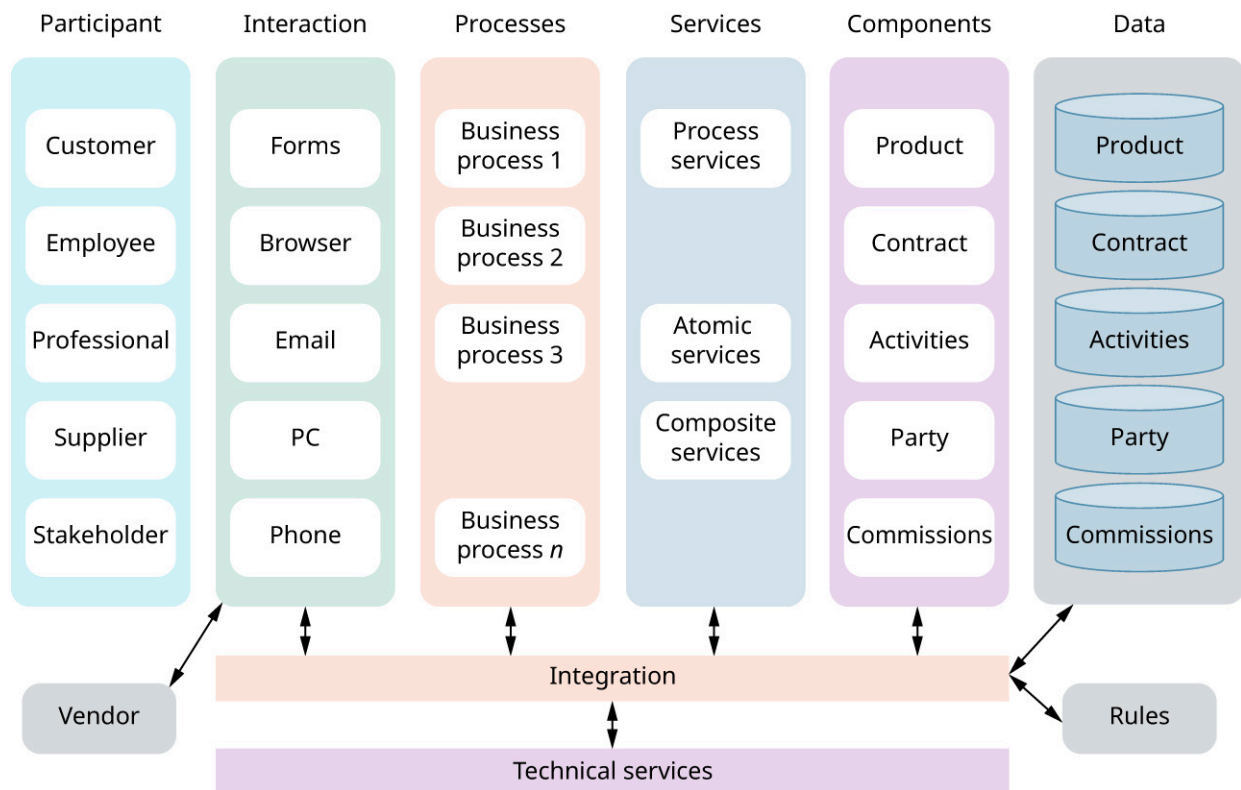 Participant
Interaction
Processes
Services
Components
Data
Customer
Employee
Professional
Supplier
Stakeholder
Forms
Browser
Email
PC
Phone
Business
process 1
Business
process 2
Business
process 3
Business
process n
Process
services
Atomic
services
Composite
services
Product
Contract
Activities
Party
Commissions
Product
Contract
Activities
Party
Commissions
Vendor
Integration
Rules
Technical services